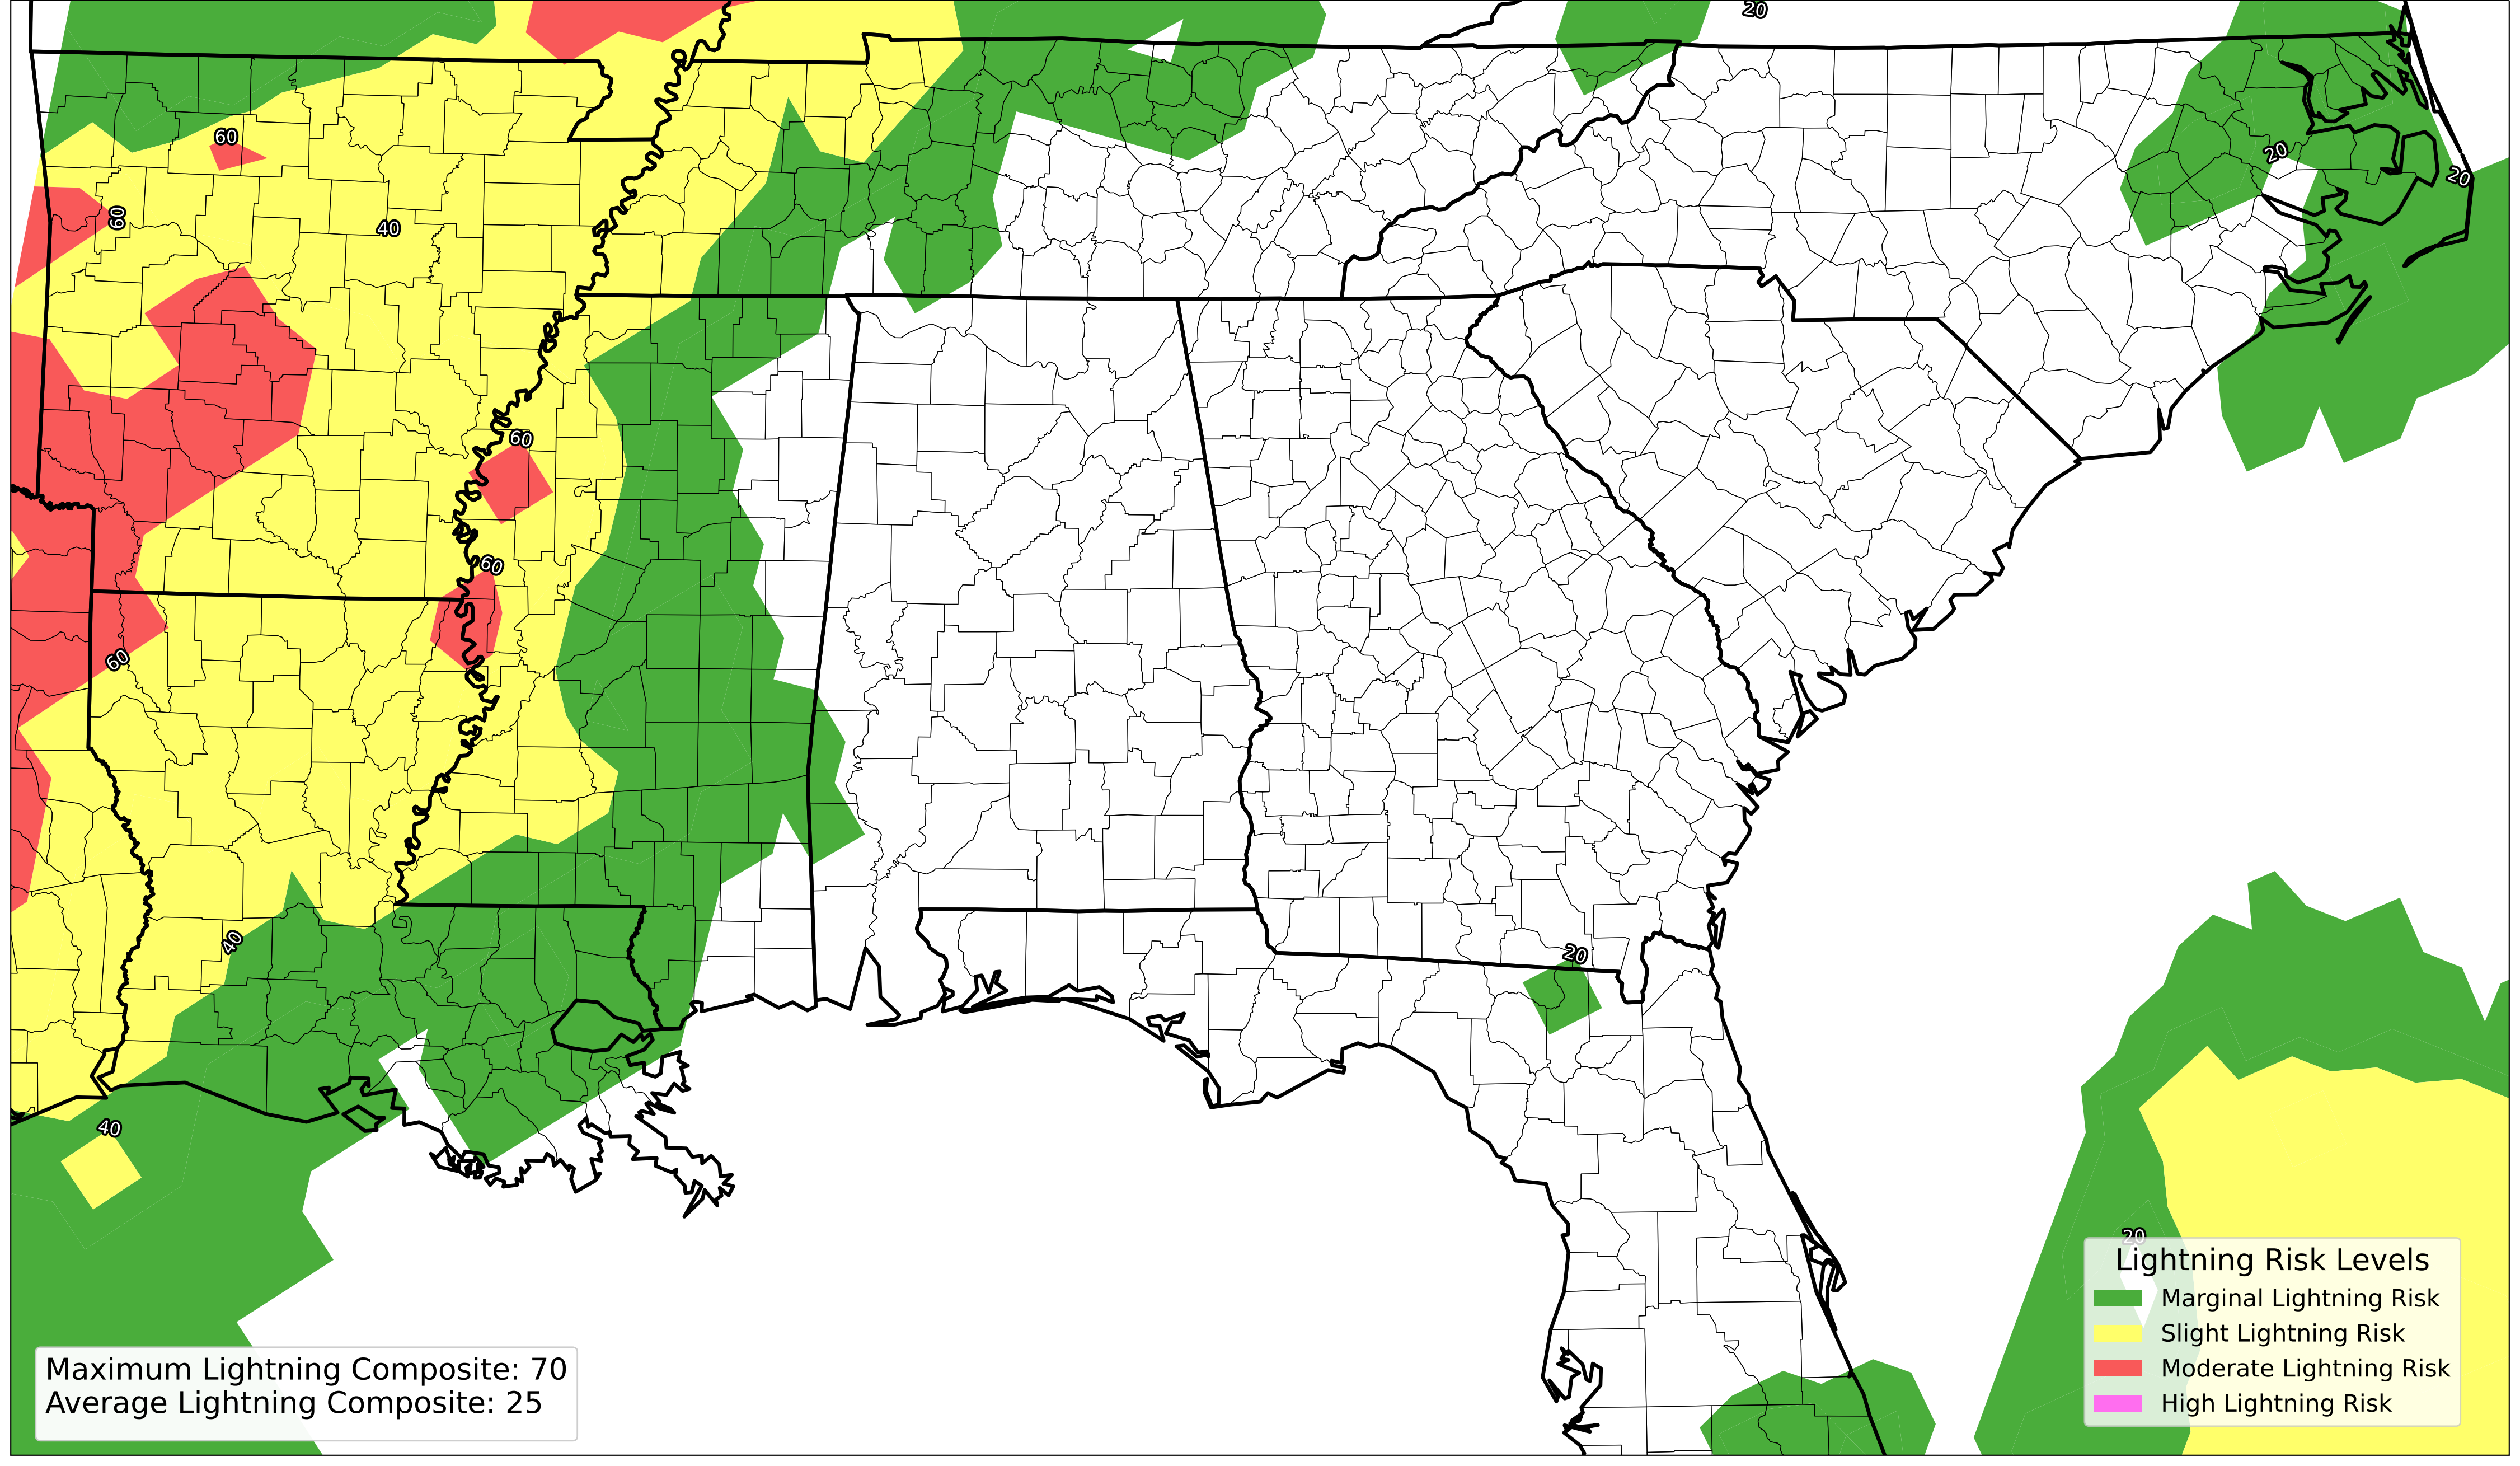 20
60
20
60
20
40
60
60
60
40
20
40
20
Lightning Risk Levels
Marginal Lightning Risk
Slight Lightning Risk
Moderate Lightning Risk
High Lightning Risk
Maximum Lightning Composite: 70
Average Lightning Composite: 25